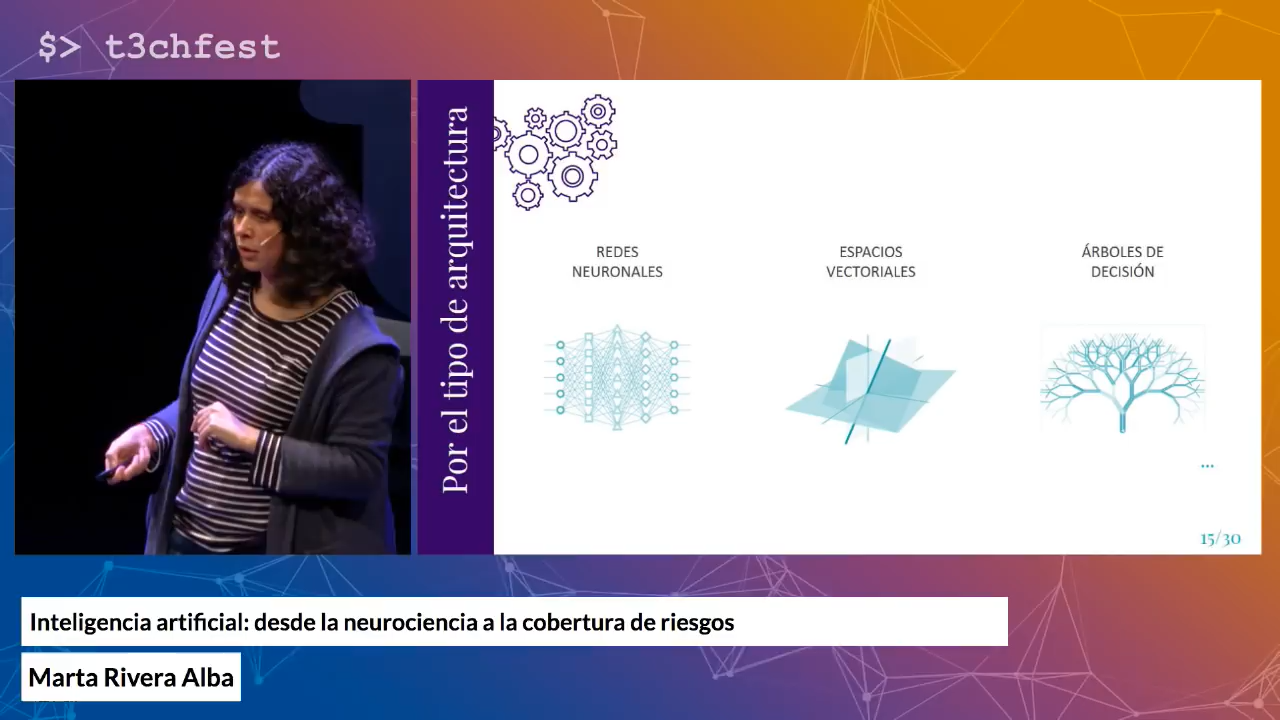 $> t3chfest
Por el tipo de arquitectura
REDES
NEURONALES
ESPACIOS
VECTORIALES
ÁRBOLES DE
DECISIÓN
...
15/30
Inteligencia artificial: desde la neurociencia a la cobertura de riesgos
Marta Rivera Alba